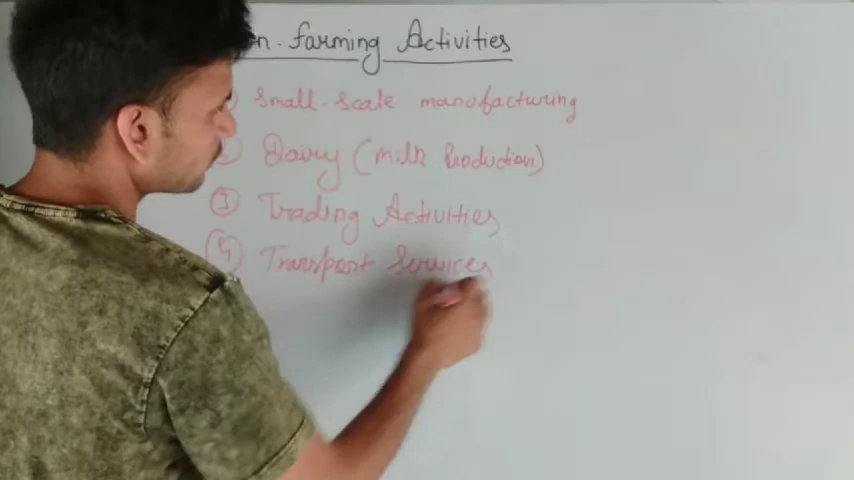 n-farming Activities
Small-scale manufacturing
Dairy (Milk Production)
③ Trading Activities
④ Transport Services